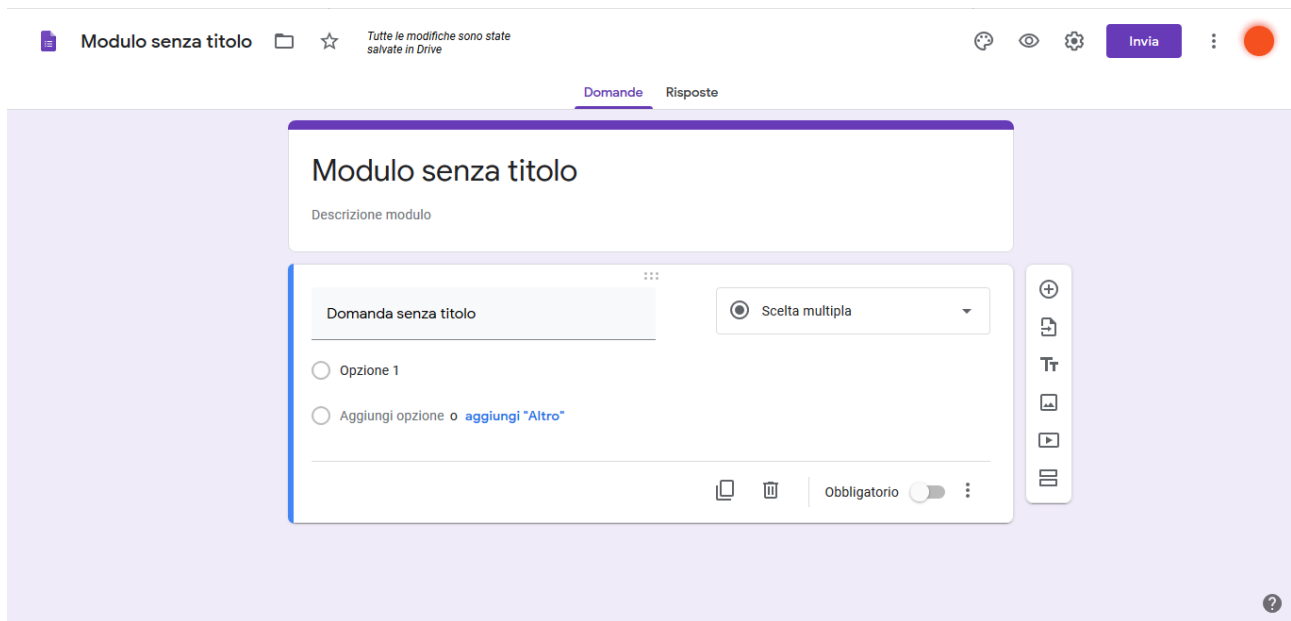 Modulo senza titolo
Tutte le modifiche sono state
salvate in Drive
Invia
Domande Risposte
Modulo senza titolo
Descrizione modulo
Domanda senza titolo
Scelta multipla
Opzione 1
Aggiungi opzione o aggiungi "Altro"
Obbligatorio